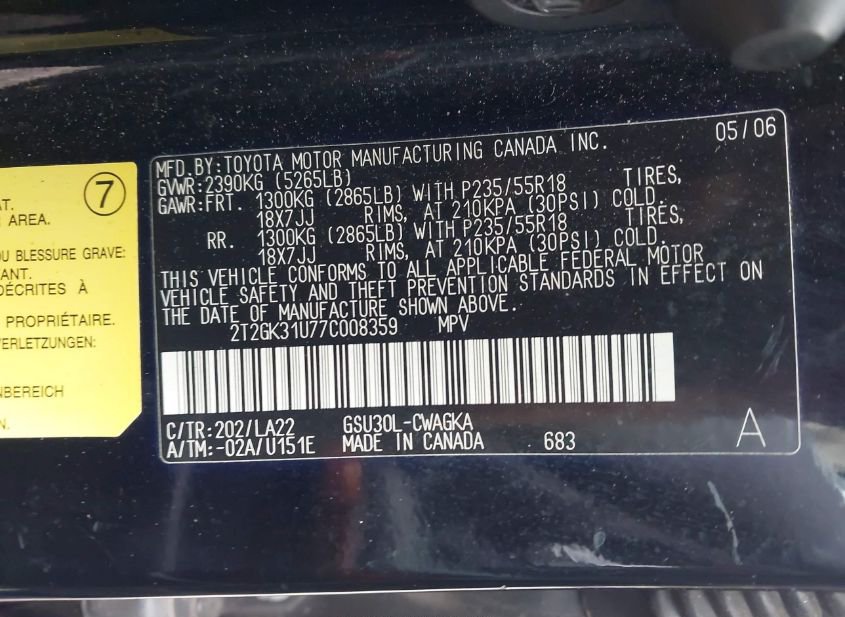 7
AT.
AREA.
OU BLESSURE GRAVE:
ANT.
DÉCRITES À
PROPRIÉTAIRE.
VERLETZUNGEN:
NBEREICH
N.
05/06
MFD.BY:TOYOTA MOTOR MANUFACTURING CANADA INC.
GVWR:2390KG (5265LB)
GAWR:FRT. 1300KG (2865LB) WITH P235/55R18 TIRES,
18X7JJ RIMS, AT 210KPA (30PSI) COLD.
RR. 1300KG (2865LB) WITH P235/55R18 TIRES,
18X7JJ RIMS, AT 210KPA (30PSI) COLD.
THIS VEHICLE CONFORMS TO ALL APPLICABLE FEDERAL MOTOR
VEHICLE SAFETY AND THEFT PREVENTION STANDARDS IN EFFECT ON
THE DATE OF MANUFACTURE SHOWN ABOVE.
2T2GK31U77C008359 MPV
C/TR:202/LA22 GSU30L-CWAGKA
A/TM:-02A/U151E MADE IN CANADA 683 A